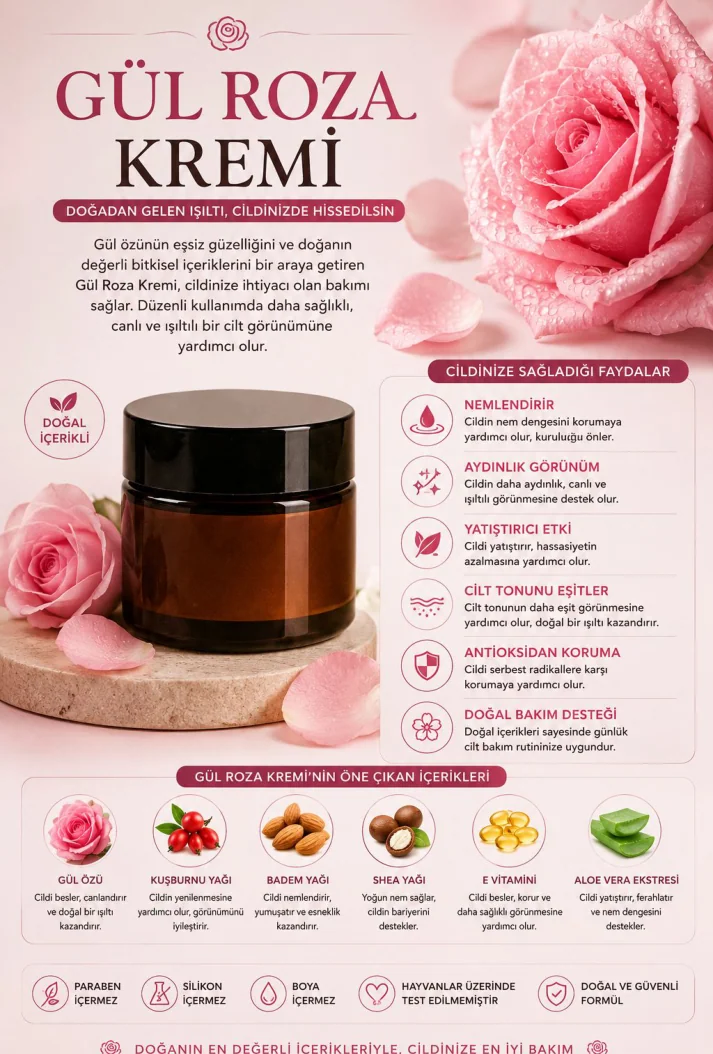 GÜL ROZA
KREMİ
DOĞADAN GELEN IŞILTI, CİLDİNİZDE HİSSEDİLSİN
Gül özünün eşsiz güzelliğini ve doğanın
değerli bitkisel içeriklerini bir araya getiren
Gül Roza Kremi, cildinize ihtiyacı olan bakımı
sağlar. Düzenli kullanımda daha sağlıklı,
canlı ve ışıltılı bir cilt görünümüne
yardımcı olur.
DOĞAL
İÇERİKLİ
CİLDİNİZE SAĞLADIĞI FAYDALAR
NEMLENDİRİR
Cildin nem dengesini korumaya
yardımcı olur, kuruluğu önler.
AYDINLIK GÖRÜNÜM
Cildin daha aydınlık, canlı ve
ışıltılı görünmesine destek olur.
YATIŞTIRICI ETKİ
Cildi yatıştırır, hassasiyetin
azalmasına yardımcı olur.
CİLT TONUNU EŞİTLER
Cilt tonunun daha eşit görünmesine
yardımcı olur, doğal bir ışıltı kazandırır.
ANTİOKSİDAN KORUMA
Cildi serbest radikallere karşı
korumaya yardımcı olur.
DOĞAL BAKIM DESTEĞİ
Doğal içerikleri sayesinde günlük
cilt bakım rutininize uygundur.
GÜL ROZA KREMİ'NİN ÖNE ÇIKAN İÇERİKLERİ
GÜL ÖZÜ
Cildi besler, canlandırır
ve doğal bir ışıltı
kazandırır.
KUŞBURNU YAĞI
Cildin yenilenmesine
yardımcı olur, görünümünü
iyileştirir.
BADEM YAĞI
Cildi nemlendirir,
yumuşatır ve esneklik
kazandırır.
SHEA YAĞI
Yoğun nem sağlar,
cildin bariyerini
destekler.
E VİTAMİNİ
Cildi besler, korur ve
daha sağlıklı görünmesine
yardımcı olur.
ALOE VERA EKSTRESİ
Cildi yatıştırır, ferahlatır
ve nem dengesini
destekler.
PARABEN
İÇERMEZ
SİLİKON
İÇERMEZ
BOYA
İÇERMEZ
HAYVANLAR ÜZERİNDE
TEST EDİLMEMİŞTİR
DOĞAL VE GÜVENLİ
FORMÜL
DOĞANIN EN DEĞERLİ İÇERİKLERİYLE, CİLDİNİZE EN İYİ BAKIM